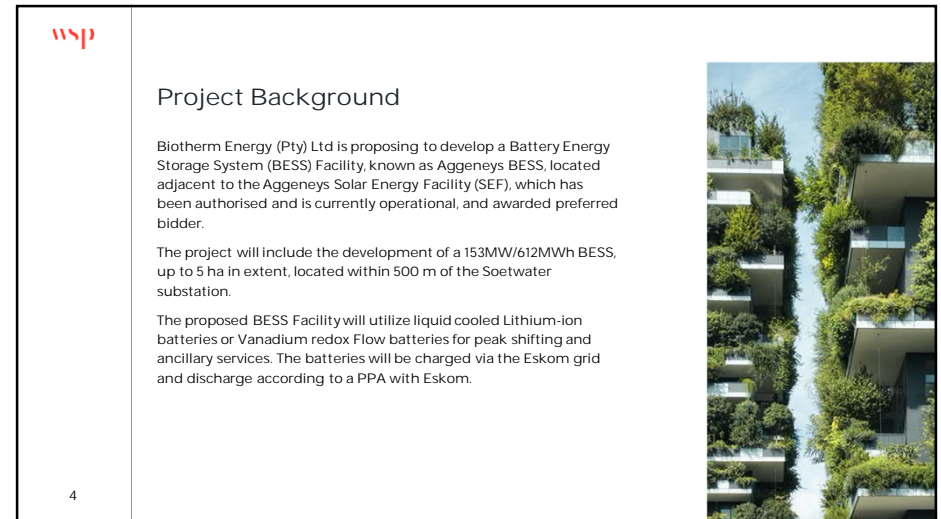 wsp
Project Background
Biotherm Energy (Pty) Ltd is proposing to develop a Battery Energy
Storage System (BESS) Facility, known as Aggeneys BESS, located
adjacent to the Aggeneys Solar Energy Facility (SEF), which has
been authorised and is currently operational, and awarded preferred
bidder.
The project will include the development of a 153MW/612MWh BESS,
up to 5 ha in extent, located within 500 m of the Soetwater
substation.
The proposed BESS Facility will utilize liquid cooled Lithium-ion
batteries or Vanadium redox Flow batteries for peak shifting and
ancillary services. The batteries will be charged via the Eskom grid
and discharge according to a PPA with Eskom.
4